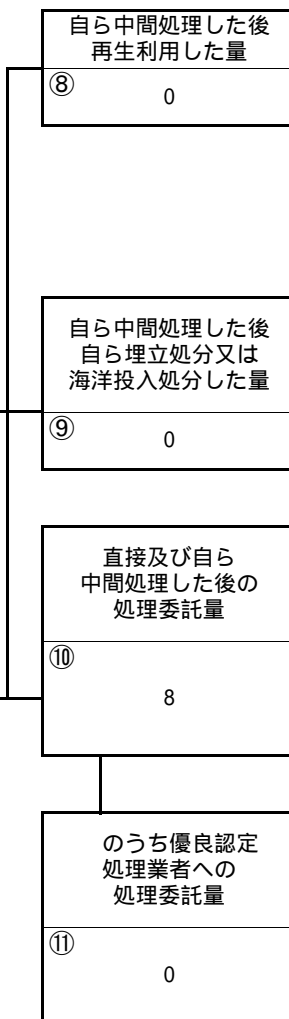 自ら中間処理した後
再生利用した量
⑧
0
自ら中間処理した後
自ら埋立処分又は
海洋投入処分した量
⑨
0
直接及び自ら
中間処理した後の
処理委託量
⑩
8
のうち優良認定
処理業者への
処理委託量
⑪
0